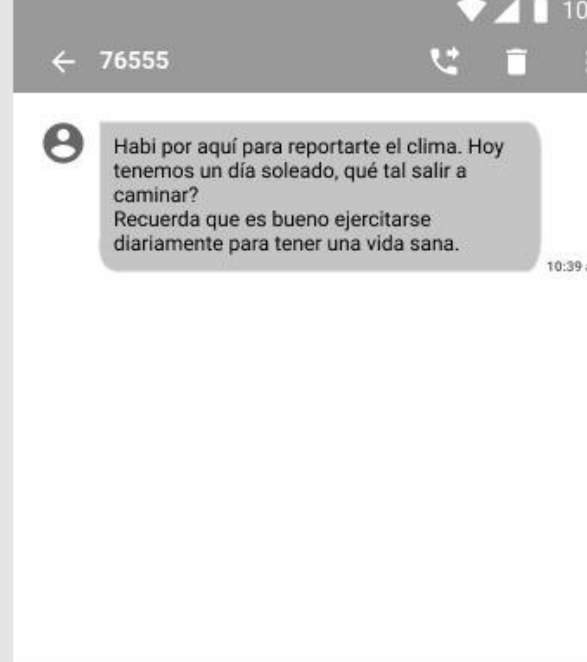 10
76555
Habi por aquí para reportarte el clima. Hoy
tenemos un día soleado, qué tal salir a
caminar?
Recuerda que es bueno ejercitarse
diariamente para tener una vida sana.
10:39